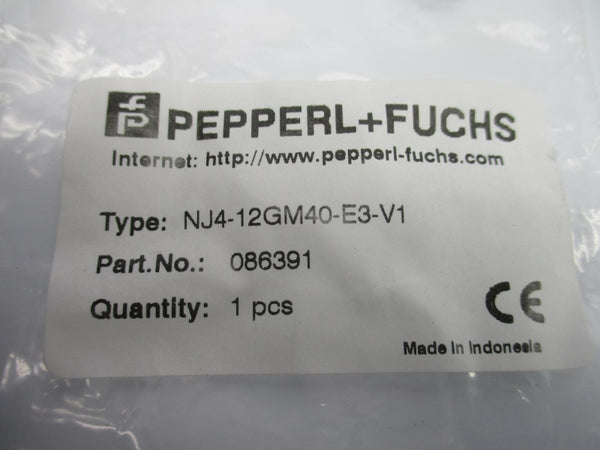 PEPPERL+FUCHS
Internet: http://www.pepperl-fuchs.com
Type: NJ4-12GM40-E3-V1
Part.No.: 086391
Quantity: 1 pcs
CE
Made in Indonesia